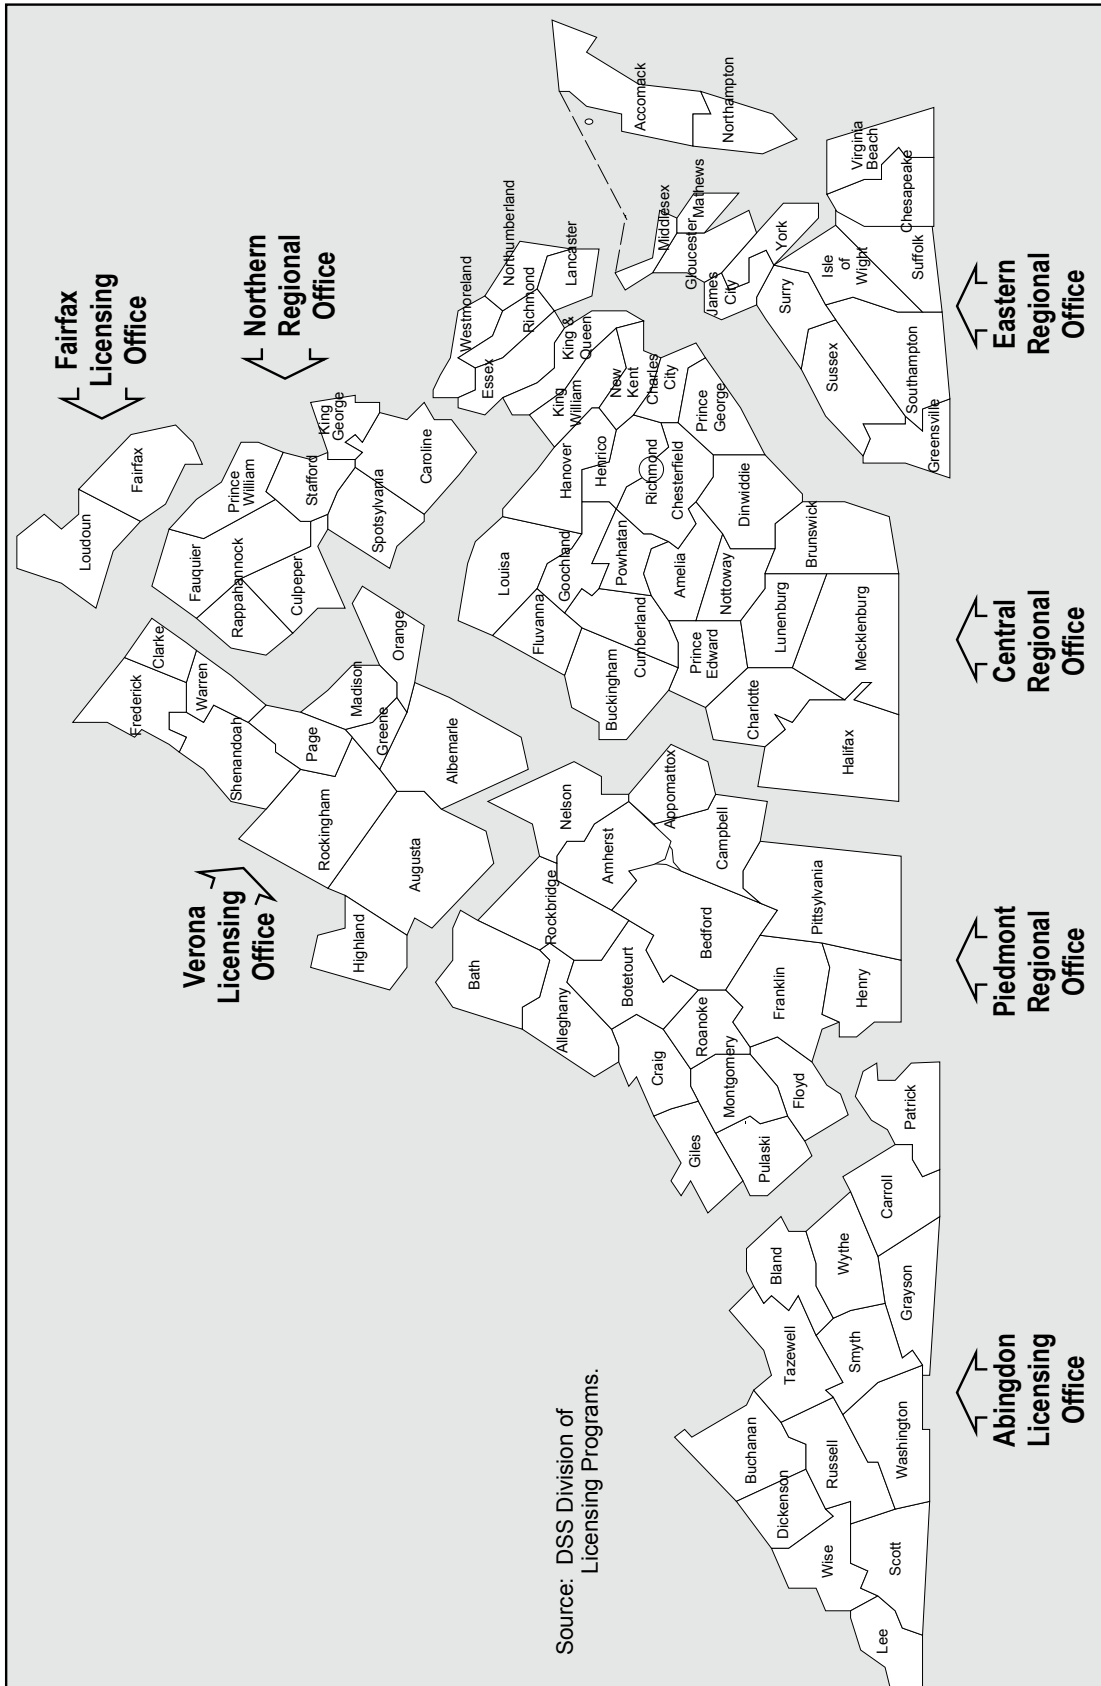 Fairfax
Licensing
Office
Northern
Regional
Office
Verona
Licensing
Office
Loudoun
Fairfax
Fauquier
Prince
William
Rappahannock
Culpeper
Stafford
King
George
Spotsylvania
Caroline
Frederick
Clarke
Warren
Shenandoah
Page
Rockingham
Madison
Greene
Orange
Albemarle
Augusta
Highland
Westmoreland
Northumberland
Richmond
Lancaster
Essex
King &
Queen
King
William
New
Kent
Charles
City
Prince
George
Hanover
Henrico
Richmond
Chesterfield
Louisa
Goochland
Fluvanna
Powhatan
Cumberland
Buckingham
Amelia
Nottoway
Dinwiddie
Prince
Edward
Lunenburg
Brunswick
Mecklenburg
Charlotte
Halifax
Accomack
Northampton
Middlesex
Mathews
Gloucester
James
City
York
Surry
Isle
of
Wight
Sussex
Southampton
Greensville
Suffolk
Chesapeake
Virginia
Beach
Bath
Alleghany
Rockbridge
Nelson
Amherst
Appomattox
Campbell
Bedford
Botetourt
Craig
Roanoke
Montgomery
Giles
Pulaski
Floyd
Franklin
Henry
Pittsylvania
Patrick
Carroll
Grayson
Wythe
Bland
Tazewell
Smyth
Buchanan
Dickenson
Russell
Washington
Wise
Scott
Lee
Source: DSS Division of
Licensing Programs.
Abingdon
Licensing
Office
Piedmont
Regional
Office
Central
Regional
Office
Eastern
Regional
Office